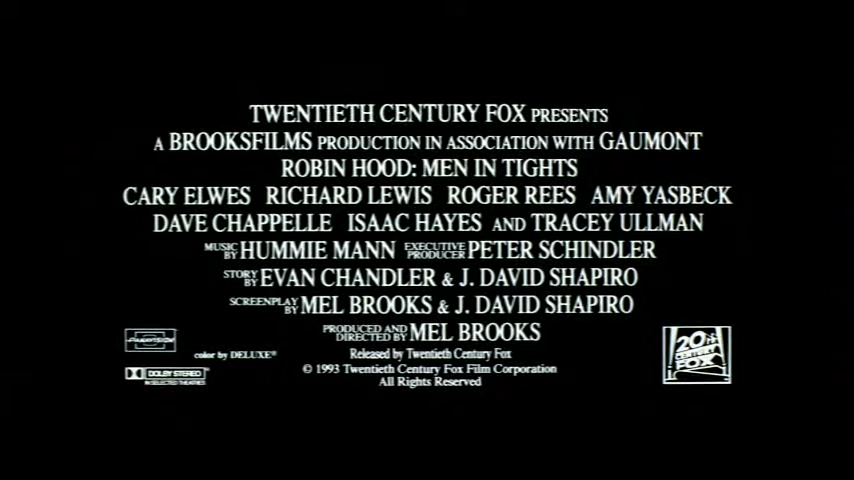 TWENTIETH CENTURY FOX PRESENTS
A BROOKSFILMS PRODUCTION IN ASSOCIATION WITH GAUMONT
ROBIN HOOD: MEN IN TIGHTS
CARY ELWES RICHARD LEWIS ROGER REES AMY YASBECK
DAVE CHAPPELLE ISAAC HAYES AND TRACEY ULLMAN
MUSIC BY HUMMIE MANN EXECUTIVE PRODUCER PETER SCHINDLER
STORY BY EVAN CHANDLER & J. DAVID SHAPIRO
SCREENPLAY BY MEL BROOKS & J. DAVID SHAPIRO
PRODUCED AND DIRECTED BY MEL BROOKS
PANAVISION
color by DELUXE®
Released by Twentieth Century Fox
© 1993 Twentieth Century Fox Film Corporation
All Rights Reserved
DOLBY STEREO
IN SELECTED THEATRES
20TH
CENTURY
FOX